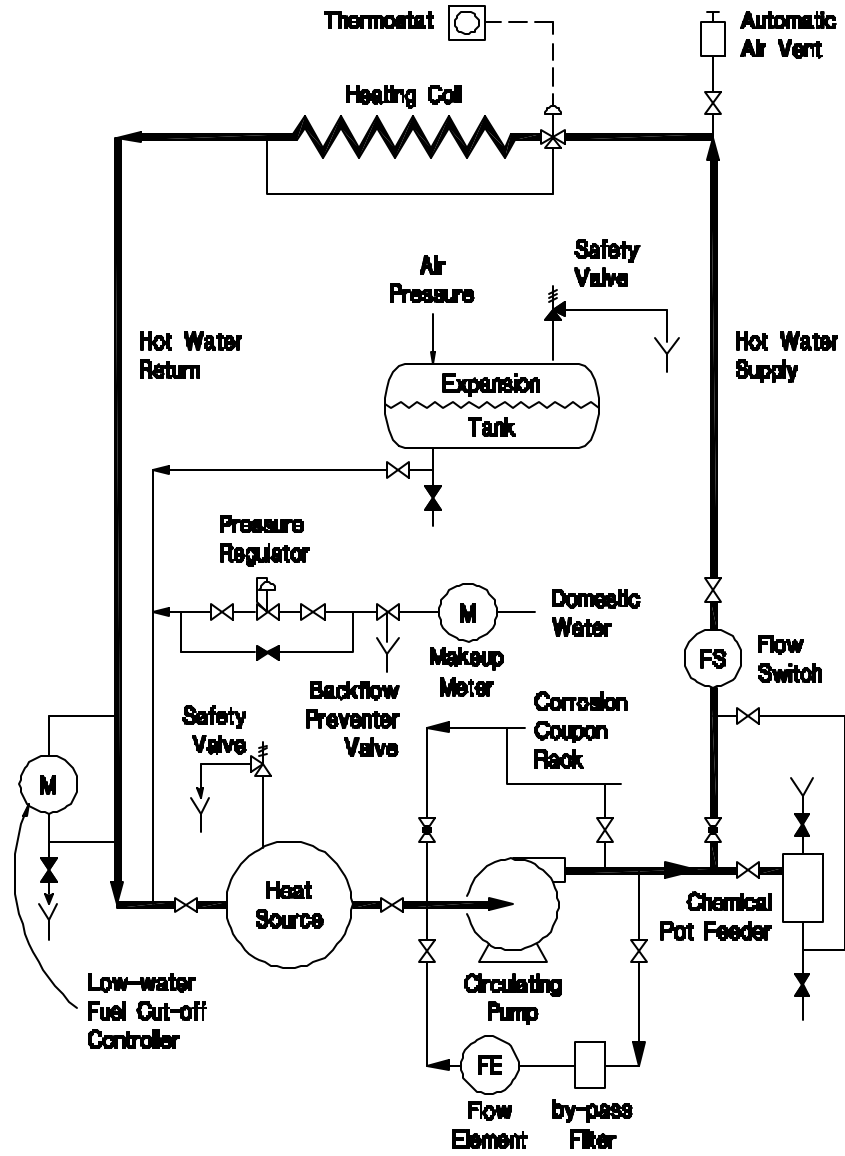 Thermostat
Automatic
Air Vent
Heating Coil
Air
Pressure
Safety
Valve
Hot Water
Return
Hot Water
Supply
Expansion
Tank
Pressure
Regulator
M
Domestic
Water
Makeup
Meter
FS
Flow
Switch
Backflow
Preventer
Valve
Safety
Valve
Corrosion
Coupon
Rack
M
Heat
Source
Chemical
Pot Feeder
Low-water
Fuel Cut-off
Controller
Circulating
Pump
FE
Flow
Element
by-pass
Filter